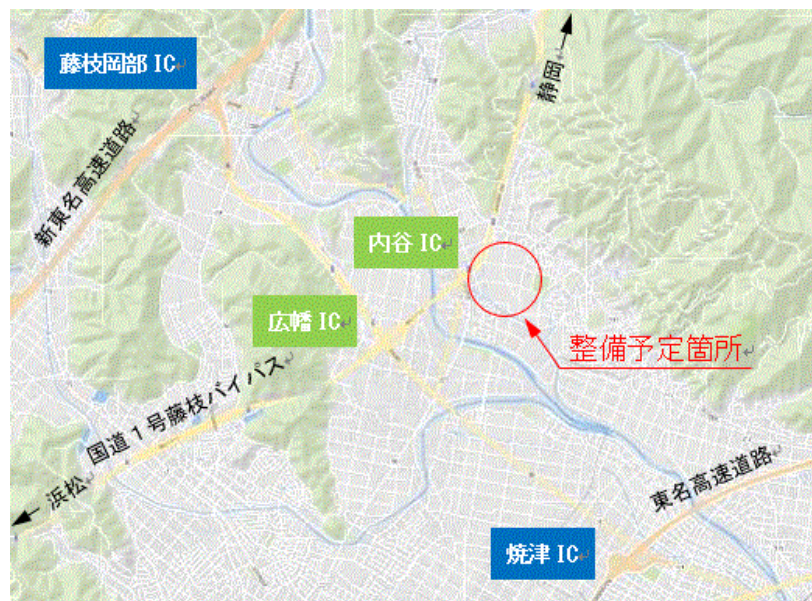 藤枝岡部 IC
静岡
新東名高速道路
内谷 IC
広幡 IC
整備予定箇所
国道1号藤枝バイパス
浜松
東名高速道路
焼津 IC